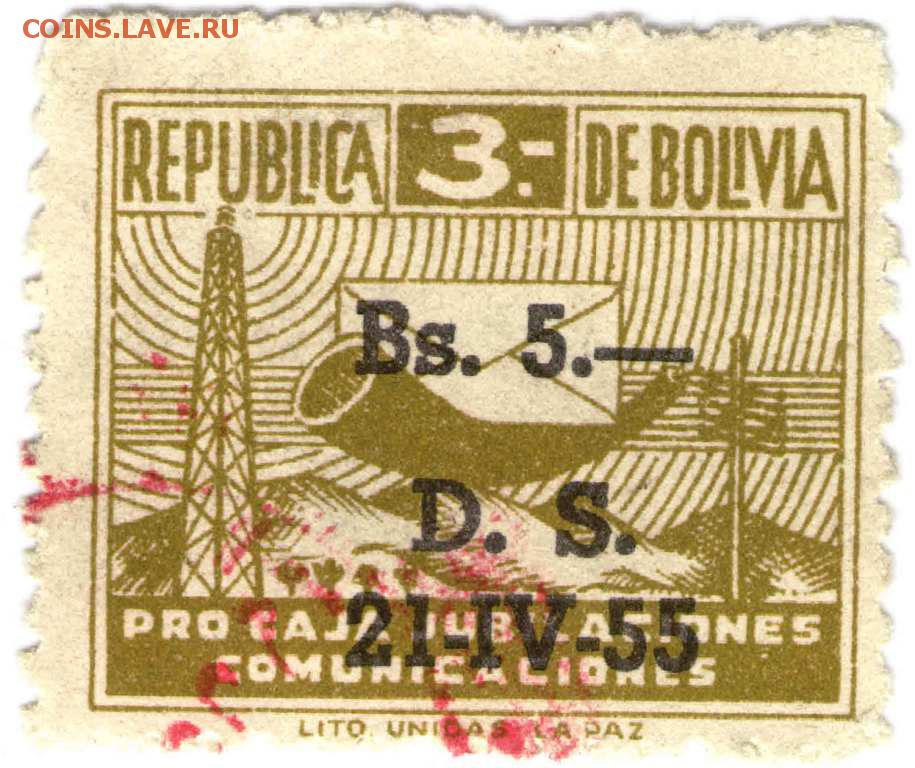 COINS.LAVE.RU
REPUBLICA 3.- DE BOLIVIA
Bs. 5.—
D. S.
21-IV-55
PRO CAJA JUBILACIONES
COMUNICACIONES
LITO. UNIDAS LA PAZ